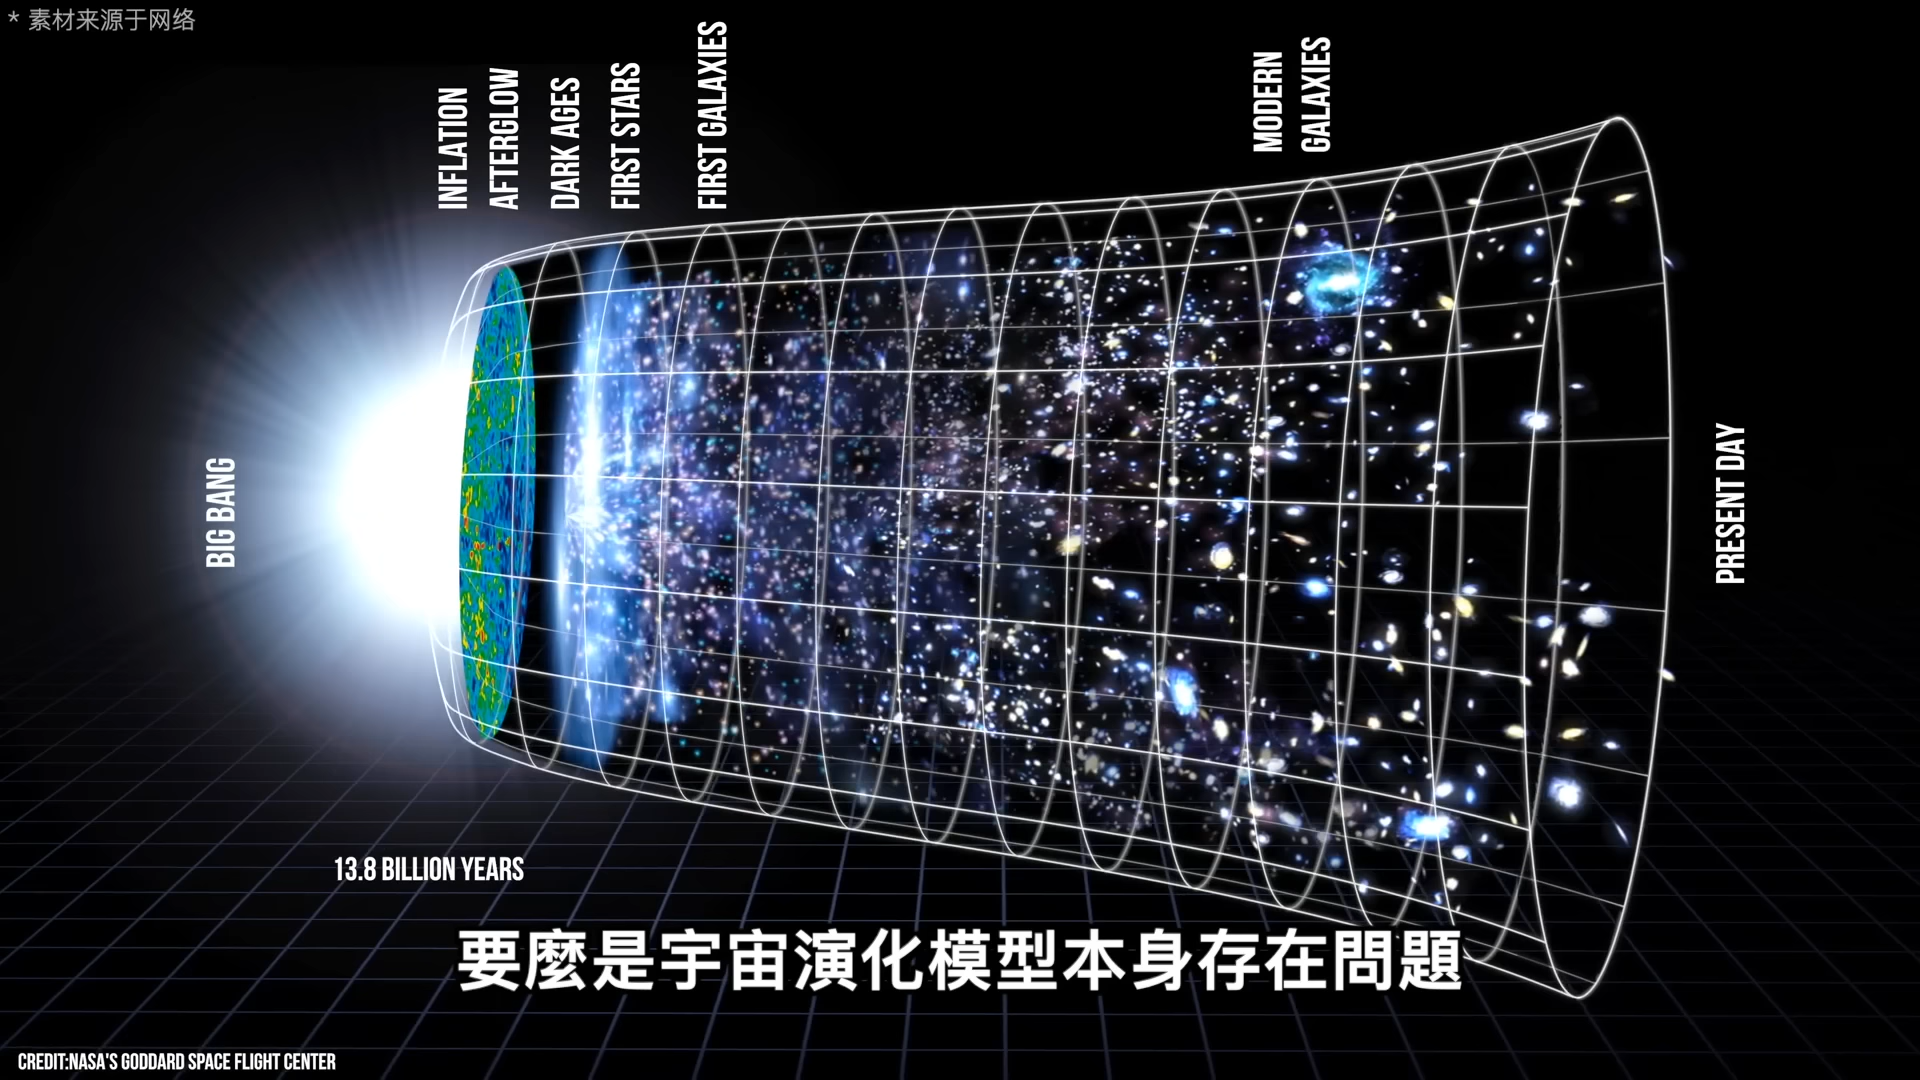 * 素材来源于网络
INFLATION
AFTERGLOW
DARK AGES
FIRST STARS
FIRST GALAXIES
MODERN
GALAXIES
BIG BANG
PRESENT DAY
13.8 BILLION YEARS
要麼是宇宙演化模型本身存在問題
CREDIT:NASA'S GODDARD SPACE FLIGHT CENTER